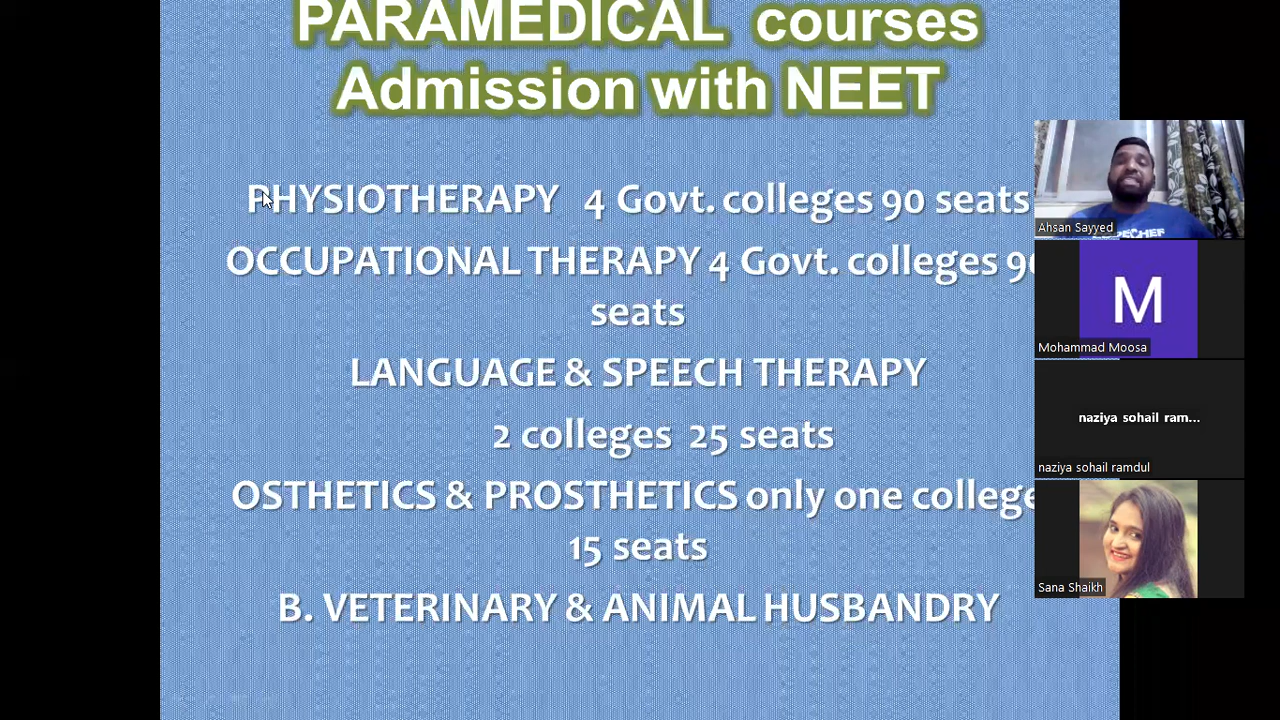 PARAMEDICAL courses
Admission with NEET
PHYSIOTHERAPY 4 Govt. colleges 90 seats
OCCUPATIONAL THERAPY 4 Govt. colleges
seats
LANGUAGE & SPEECH THERAPY
2 colleges 25 seats
OSTHETICS & PROSTHETICS only one college
15 seats
B. VETERINARY & ANIMAL HUSBANDRY
Ahsan Sayyed
M
Mohammad Moosa
naziya sohail ram...
naziya sohail ramdul
Sana Shaikh